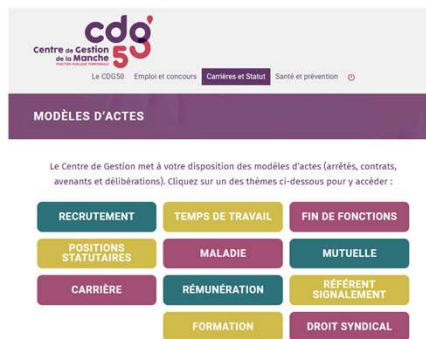 cdg
50
Centre de Gestion
de la Manche
FONCTION PUBLIQUE TERRITORIALE
Le CDG50 Emploi et concours Carrières et Statut Santé et prévention
MODÈLES D'ACTES
Le Centre de Gestion met à votre disposition des modèles d'actes (arrêtés, contrats,
avenants et délibérations). Cliquez sur un des thèmes ci-dessous pour y accéder :
RECRUTEMENT TEMPS DE TRAVAIL FIN DE FONCTIONS
POSITIONS
STATUTAIRES
MALADIE MUTUELLE
CARRIÈRE RÉMUNÉRATION
RÉFÉRENT
SIGNALEMENT
FORMATION DROIT SYNDICAL